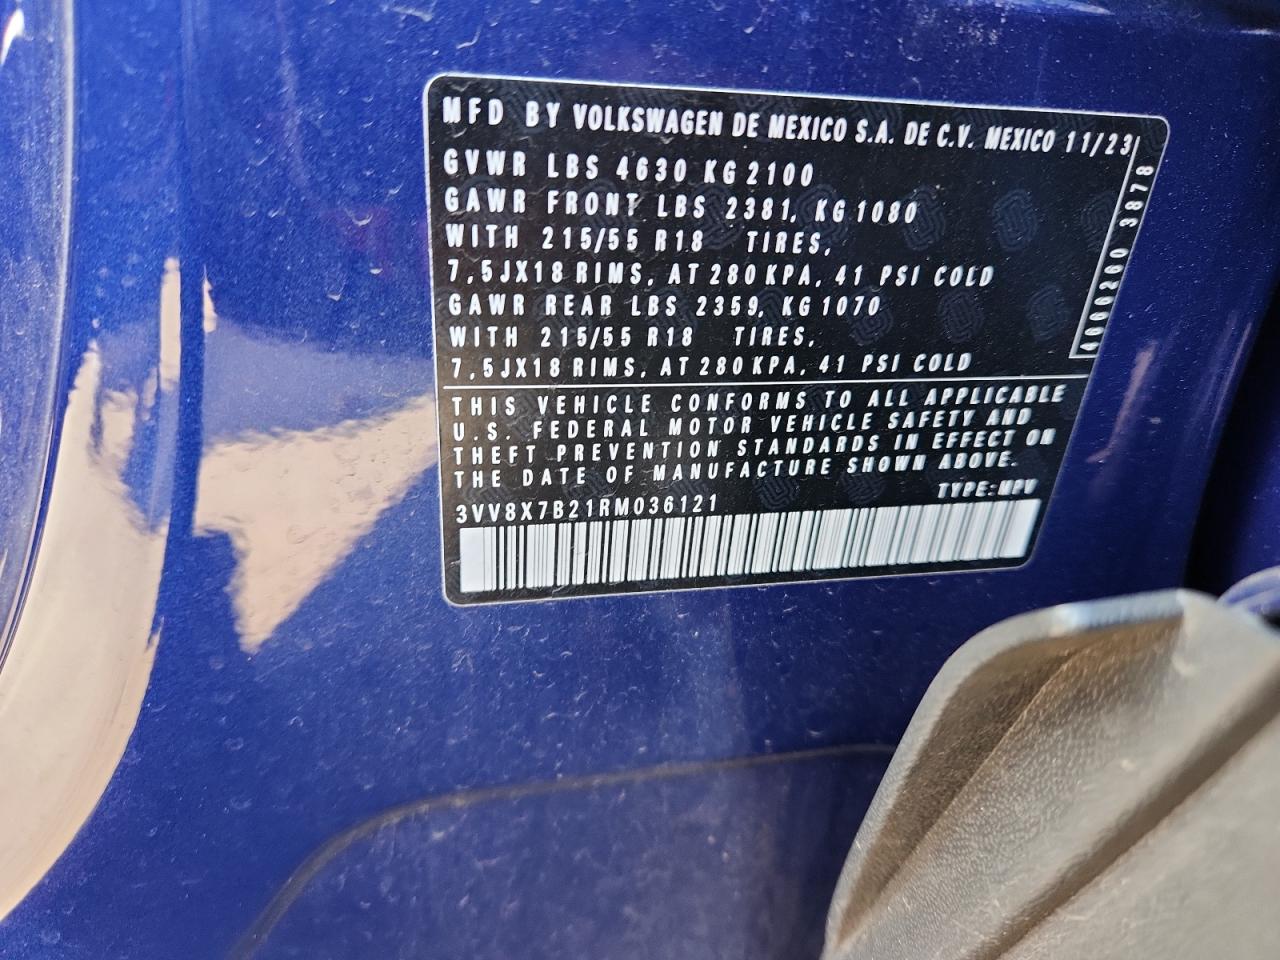 MFD BY VOLKSWAGEN DE MEXICO S.A. DE C.V. MEXICO 11/23
GVWR LBS 4630 KG 2100
GAWR FRONT LBS 2381, KG 1080
WITH 215/55 R18 TIRES,
7,5JX18 RIMS, AT 280 KPA, 41 PSI COLD
GAWR REAR LBS 2359, KG 1070
WITH 215/55 R18 TIRES,
7,5JX18 RIMS, AT 280 KPA, 41 PSI COLD
THIS VEHICLE CONFORMS TO ALL APPLICABLE
U.S. FEDERAL MOTOR VEHICLE SAFETY AND
THEFT PREVENTION STANDARDS IN EFFECT ON
THE DATE OF MANUFACTURE SHOWN ABOVE.
TYPE:MPV
3VV8X7B21RM036121
3878